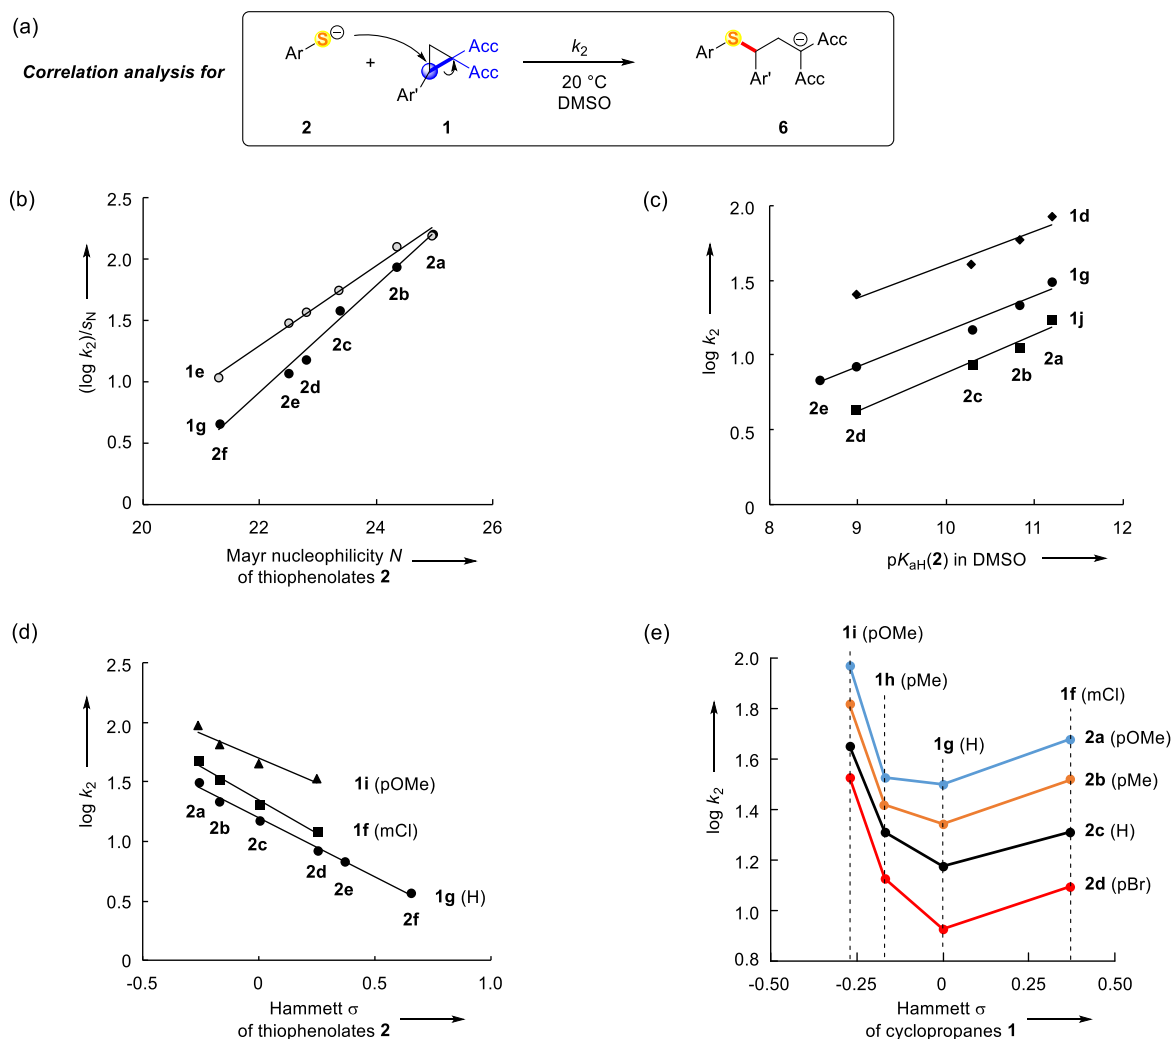 (a)
Correlation analysis for
Ar
S
−
+
Acc
Acc
Ar'
k2
20 °C
DMSO
Ar
S
Ar'
−
Acc
Acc
2
1
6
(b)
(log k2)/sN
2.5
2.0
1.5
1.0
0.5
0
20
22
24
26
1e
1g
2a
2b
2c
2d
2e
2f
Mayr nucleophilicity N
of thiophenolates 2
(c)
log k2
2.0
1.5
1.0
0.5
0
8
9
10
11
12
1d
1g
1j
2a
2b
2c
2e
2d
pKaH(2) in DMSO
(d)
log k2
2.5
2.0
1.5
1.0
0.5
0
-0.5
0
0.5
1.0
1i (pOMe)
1f (mCl)
1g (H)
2a
2b
2c
2d
2e
2f
Hammett σ
of thiophenolates 2
(e)
log k2
2.0
1.8
1.6
1.4
1.2
1.0
0.8
-0.50
-0.25
0
0.25
0.50
1i (pOMe)
1h (pMe)
1g (H)
1f (mCl)
2a (pOMe)
2b (pMe)
2c (H)
2d (pBr)
Hammett σ
of cyclopropanes 1